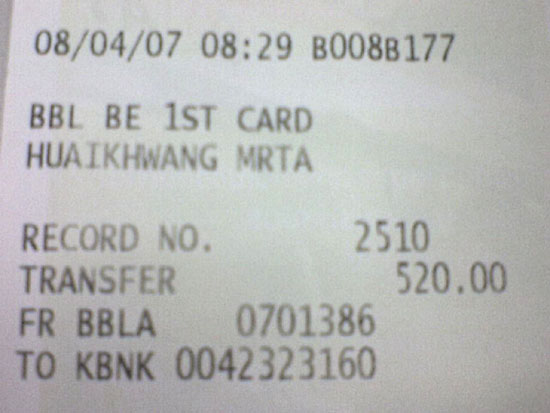 08/04/07 08:29 B008B177
BBL BE 1ST CARD
HUAIKHWANG MRTA
RECORD NO. 2510
TRANSFER 520.00
FR BBLA 0701386
TO KBNK 0042323160